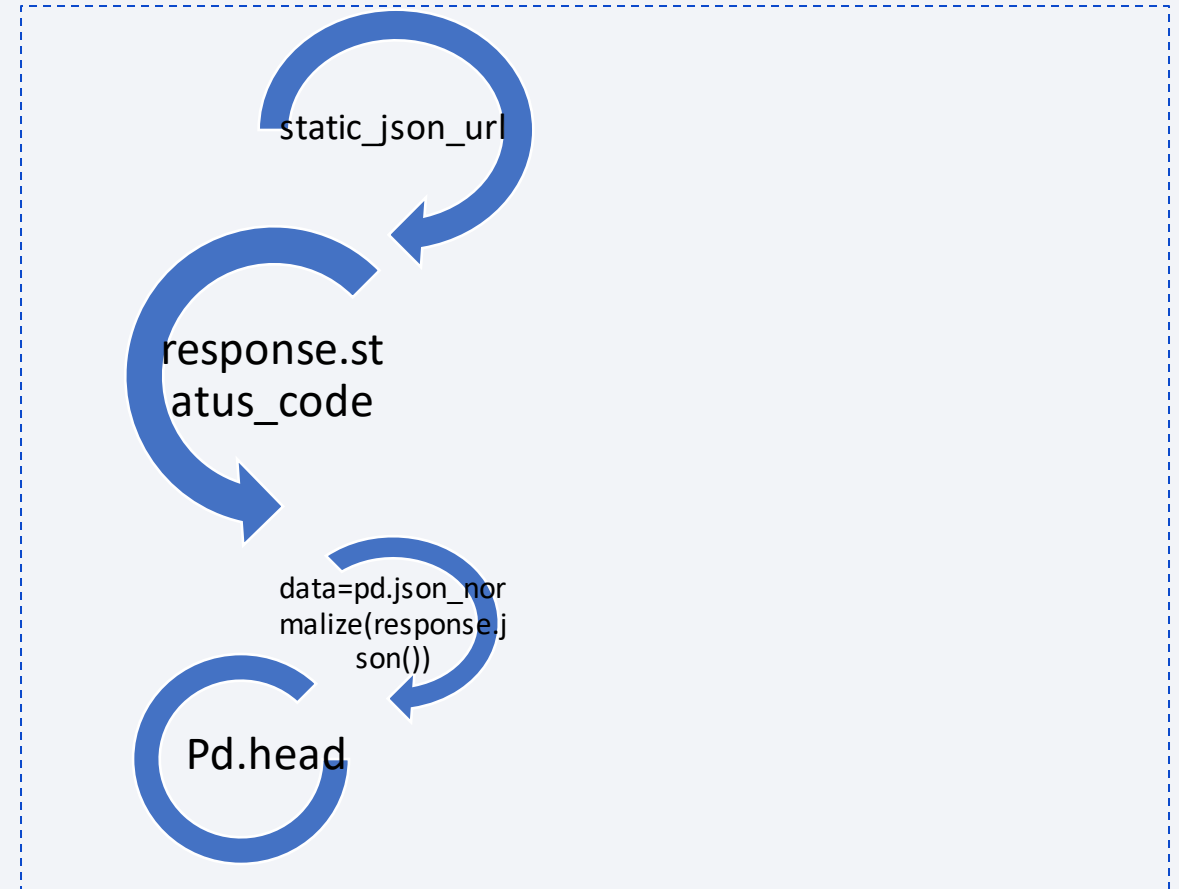 static_json_url
response.st
atus_code
data=pd.json_nor
malize(response.j
son())
Pd.head